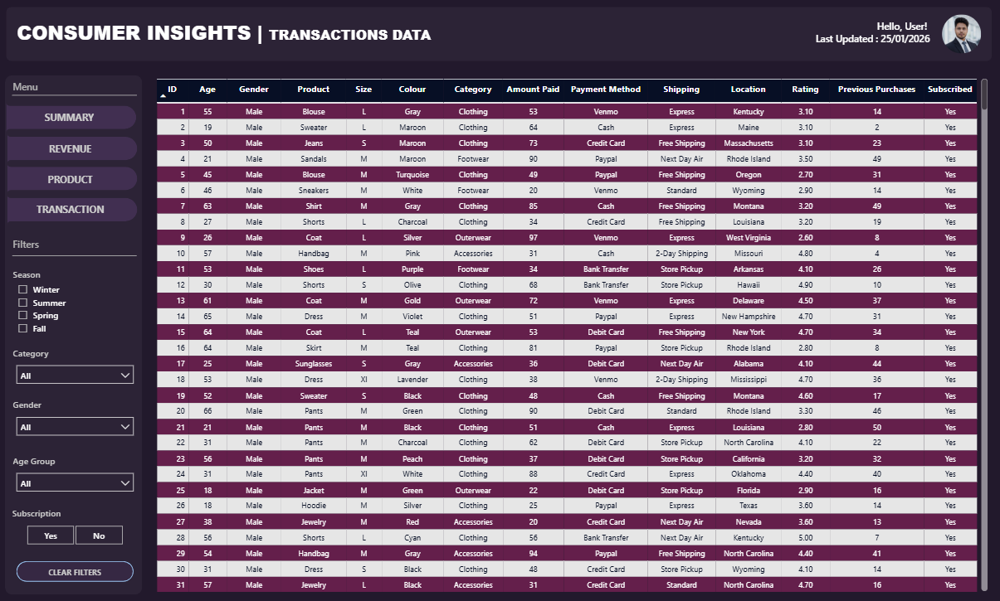 CONSUMER INSIGHTS | TRANSACTIONS DATA
Hello, User!
Last Updated : 25/01/2026
Menu
SUMMARY
REVENUE
PRODUCT
TRANSACTION
Filters
Season
Winter
Summer
Spring
Fall
Category
All
Gender
All
Age Group
All
Subscription
Yes No
CLEAR FILTERS
ID Age Gender Product Size Colour Category Amount Paid Payment Method Shipping Location Rating Previous Purchases Subscribed
1 55 Male Blouse L Gray Clothing 53 Venmo Express Kentucky 3.10 14 Yes
2 19 Male Sweater L Maroon Clothing 64 Cash Express Maine 3.10 2 Yes
3 50 Male Jeans S Maroon Clothing 73 Credit Card Free Shipping Massachusetts 3.10 23 Yes
4 21 Male Sandals M Maroon Footwear 90 Paypal Next Day Air Rhode Island 3.50 49 Yes
5 45 Male Blouse M Turquoise Clothing 49 Paypal Free Shipping Oregon 2.70 31 Yes
6 46 Male Sneakers M White Footwear 20 Venmo Standard Wyoming 2.90 14 Yes
7 63 Male Shirt M Gray Clothing 85 Cash Free Shipping Montana 3.20 49 Yes
8 27 Male Shorts L Charcoal Clothing 34 Credit Card Free Shipping Louisiana 3.20 19 Yes
9 26 Male Coat L Silver Outerwear 97 Venmo Express West Virginia 2.60 8 Yes
10 57 Male Handbag M Pink Accessories 31 Cash 2-Day Shipping Missouri 4.80 4 Yes
11 53 Male Shoes L Purple Footwear 34 Bank Transfer Store Pickup Arkansas 4.10 26 Yes
12 30 Male Shorts S Olive Clothing 68 Bank Transfer Store Pickup Hawaii 4.90 10 Yes
13 61 Male Coat M Gold Outerwear 72 Venmo Express Delaware 4.50 37 Yes
14 65 Male Dress M Violet Clothing 51 Paypal Express New Hampshire 4.70 31 Yes
15 64 Male Coat L Teal Outerwear 53 Debit Card Free Shipping New York 4.70 34 Yes
16 64 Male Skirt M Teal Clothing 81 Paypal Store Pickup Rhode Island 2.80 8 Yes
17 25 Male Sunglasses S Gray Accessories 36 Debit Card Next Day Air Alabama 4.10 44 Yes
18 53 Male Dress Xl Lavender Clothing 38 Venmo 2-Day Shipping Mississippi 4.70 36 Yes
19 52 Male Sweater S Black Clothing 48 Cash Free Shipping Montana 4.60 17 Yes
20 66 Male Pants M Green Clothing 90 Debit Card Standard Rhode Island 3.30 46 Yes
21 21 Male Pants M Black Clothing 51 Cash Express Louisiana 2.80 50 Yes
22 31 Male Pants M Charcoal Clothing 62 Debit Card Store Pickup North Carolina 4.10 22 Yes
23 56 Male Pants M Peach Clothing 37 Debit Card Store Pickup California 3.20 32 Yes
24 31 Male Pants Xl White Clothing 88 Credit Card Express Oklahoma 4.40 40 Yes
25 18 Male Jacket M Green Outerwear 22 Debit Card Store Pickup Florida 2.90 16 Yes
26 18 Male Hoodie M Silver Clothing 25 Paypal Express Texas 3.60 14 Yes
27 38 Male Jewelry M Red Accessories 20 Credit Card Next Day Air Nevada 3.60 13 Yes
28 56 Male Shorts L Cyan Clothing 56 Bank Transfer Next Day Air Kentucky 5.00 7 Yes
29 54 Male Handbag M Gray Accessories 94 Paypal Free Shipping North Carolina 4.40 41 Yes
30 31 Male Dress S Black Clothing 48 Credit Card Store Pickup Wyoming 4.10 14 Yes
31 57 Male Jewelry L Black Accessories 31 Credit Card Standard North Carolina 4.70 16 Yes